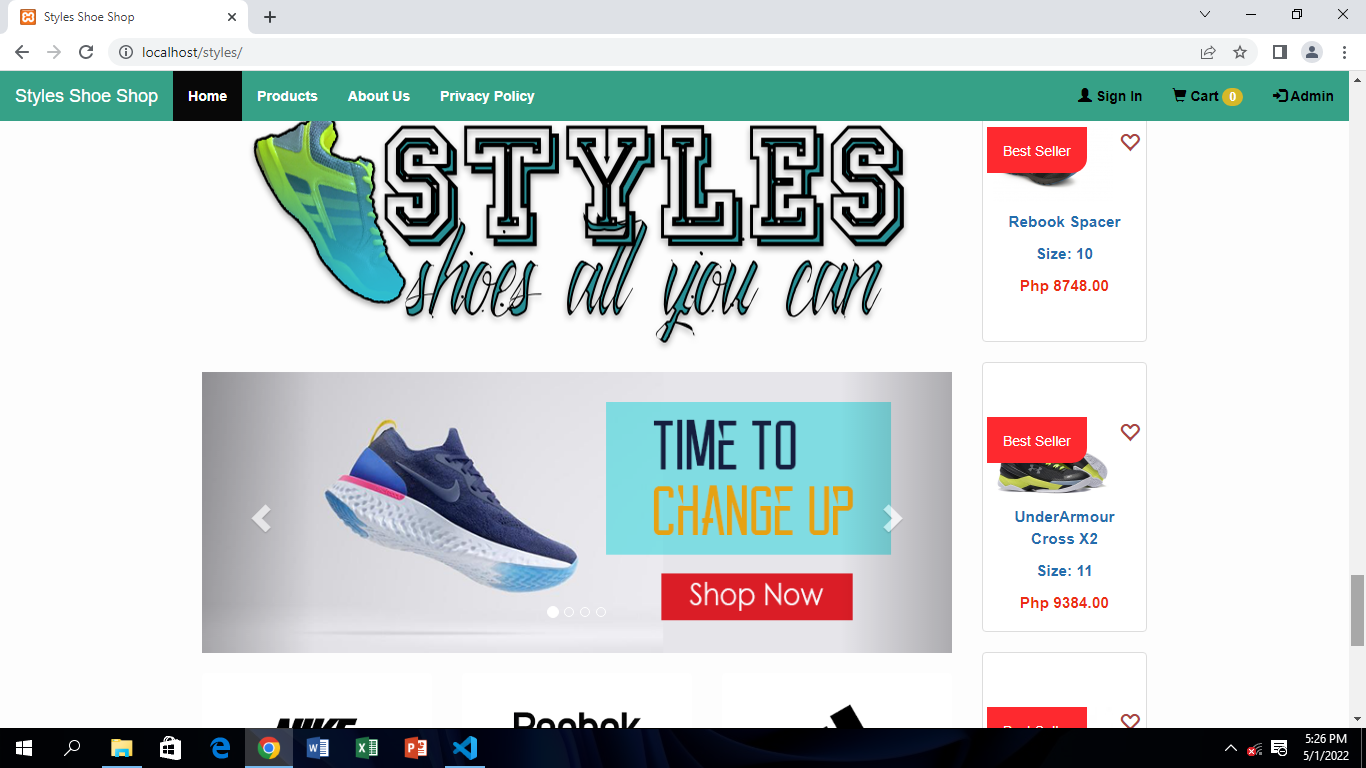 Styles Shoe Shop
localhost/styles/
Styles Shoe Shop Home Products About Us Privacy Policy Sign In Cart 0 Admin
STYLES
shoes all you can
Best Seller
Rebook Spacer
Size: 10
Php 8748.00
TIME TO
CHANGE UP
Shop Now
Best Seller
UnderArmour
Cross X2
Size: 11
Php 9384.00
NIKE
Reebok
Best Seller
5:26 PM
5/1/2022